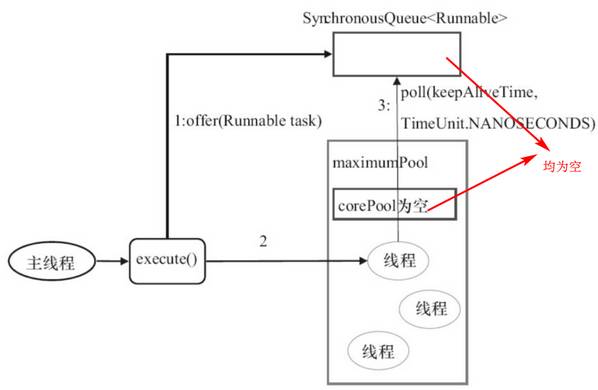 SynchronousQueue<Runnable>
1:offer(Runnable task)
3:
poll(keepAliveTime,
TimeUnit.NANOSECONDS)
均为空
maximumPool
corePool为空
主线程
execute()
2
线程
线程
线程